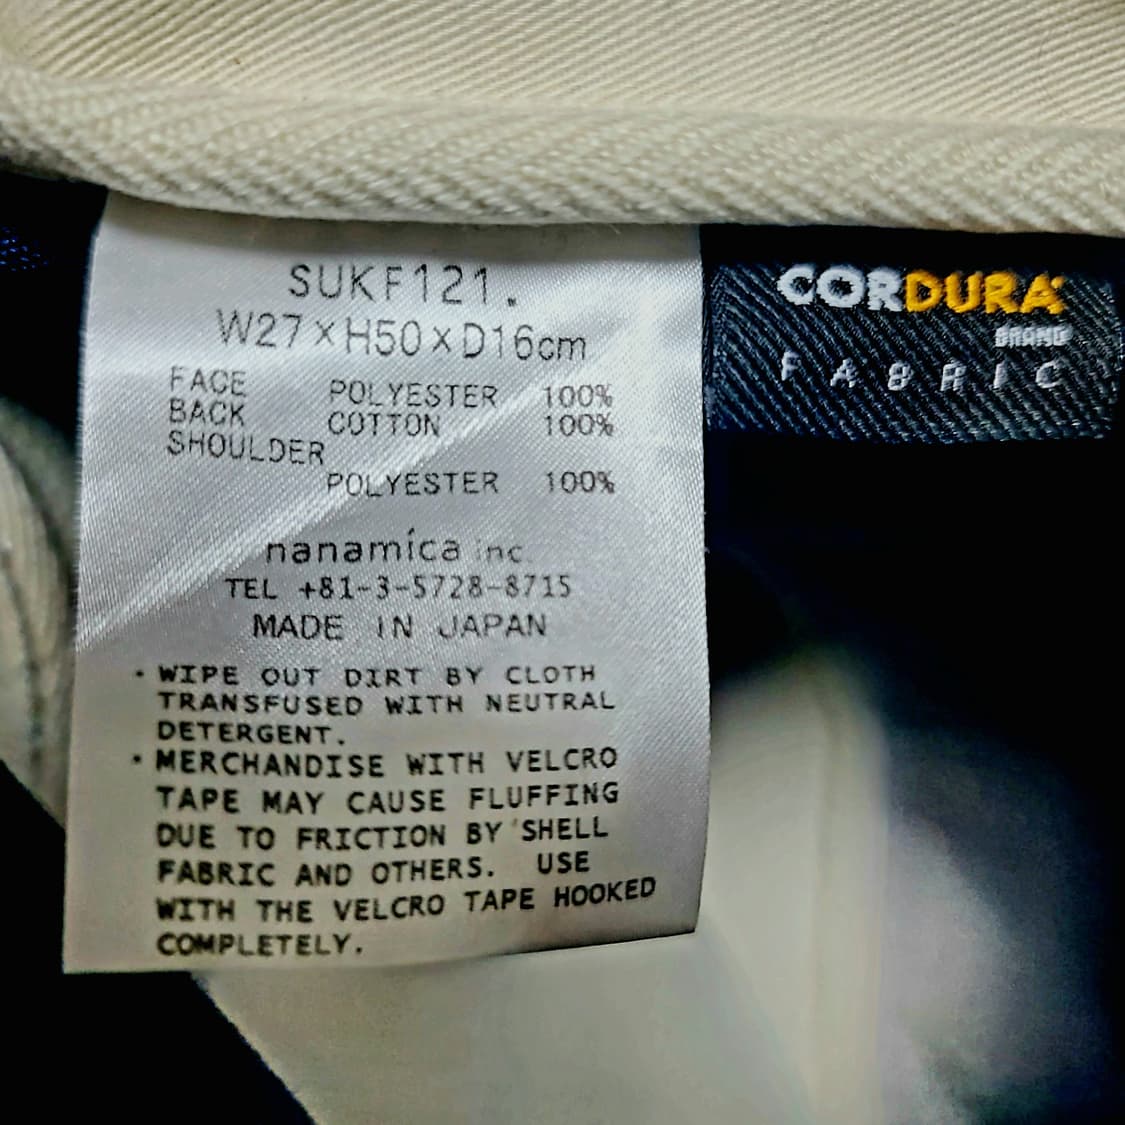 SUKF121.
W27×H50×D16cm
FACE POLYESTER 100%
BACK COTTON 100%
SHOULDER
POLYESTER 100%
nanamica inc.
TEL +81-3-5728-8715
MADE IN JAPAN
・WIPE OUT DIRT BY CLOTH
TRANSFUSED WITH NEUTRAL
DETERGENT.
・MERCHANDISE WITH VELCRO
TAPE MAY CAUSE FLUFFING
DUE TO FRICTION BY SHELL
FABRIC AND OTHERS. USE
WITH THE VELCRO TAPE HOOKED
COMPLETELY.
CORDURA®
BRAND
FABRIC